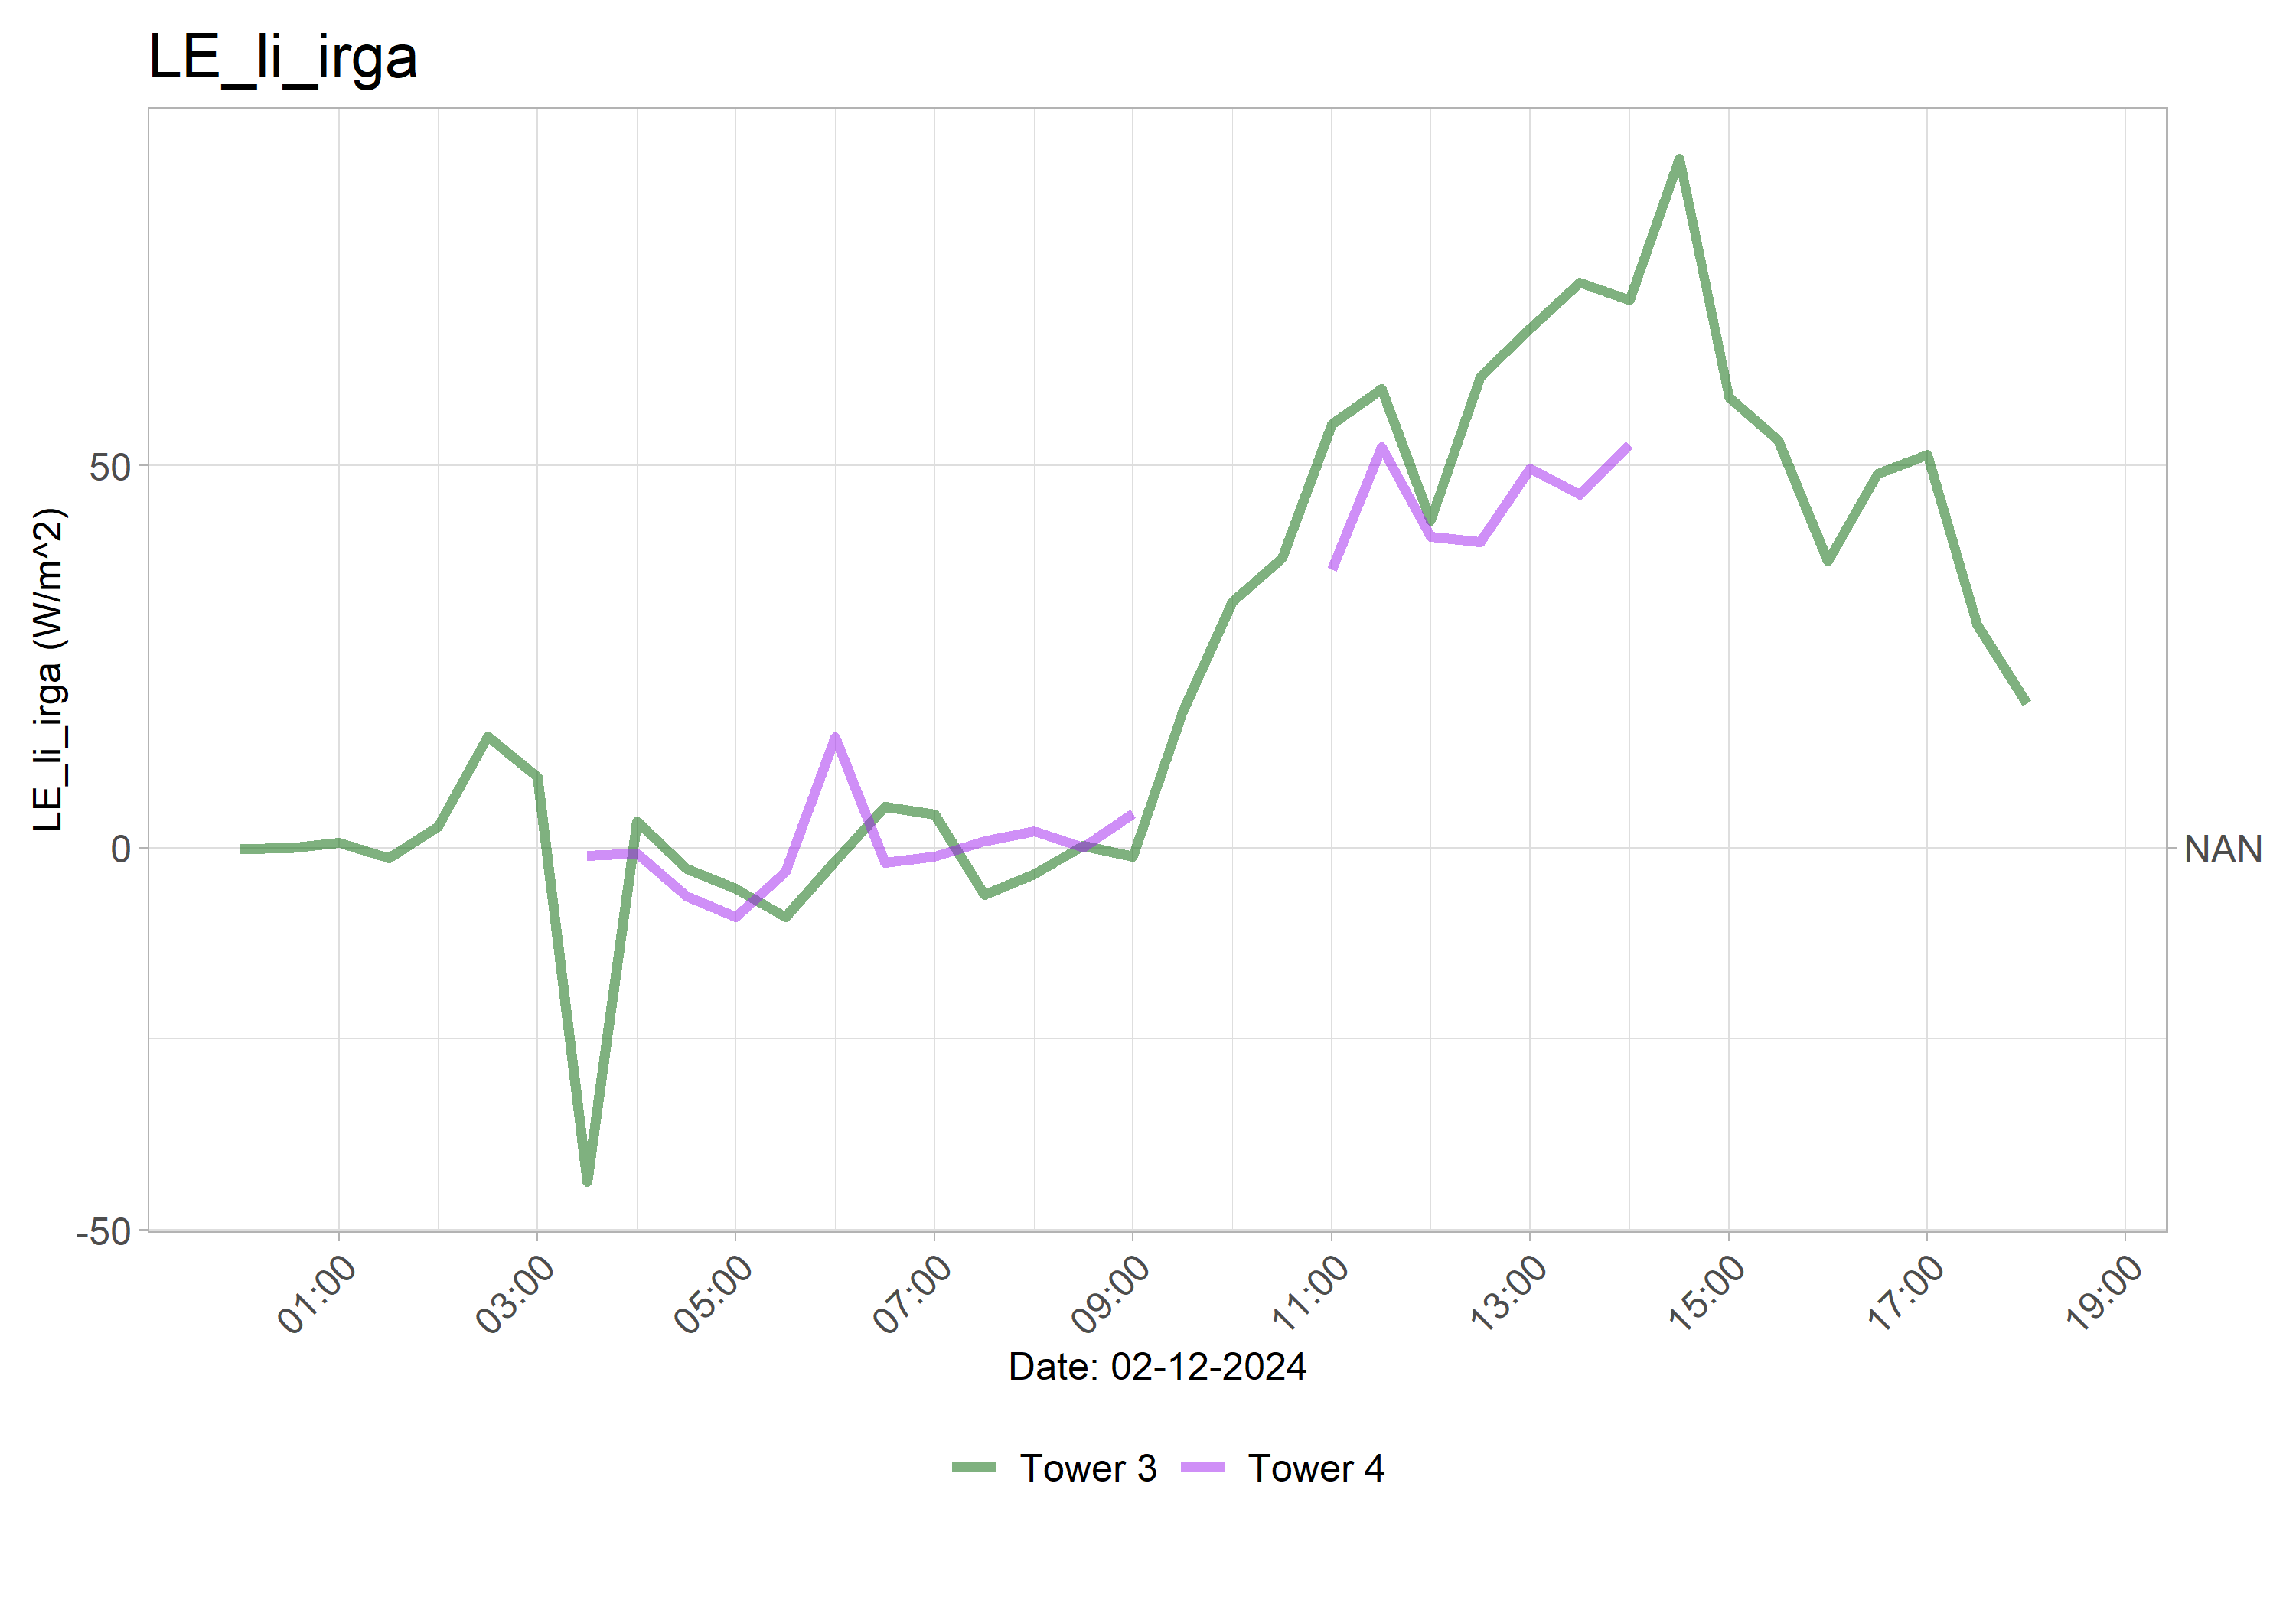 LE_li_irga
LE_li_irga (W/m^2)
50
0
-50
NAN
01:00 03:00 05:00 07:00 09:00 11:00 13:00 15:00 17:00 19:00
Date: 02-12-2024
Tower 3 Tower 4